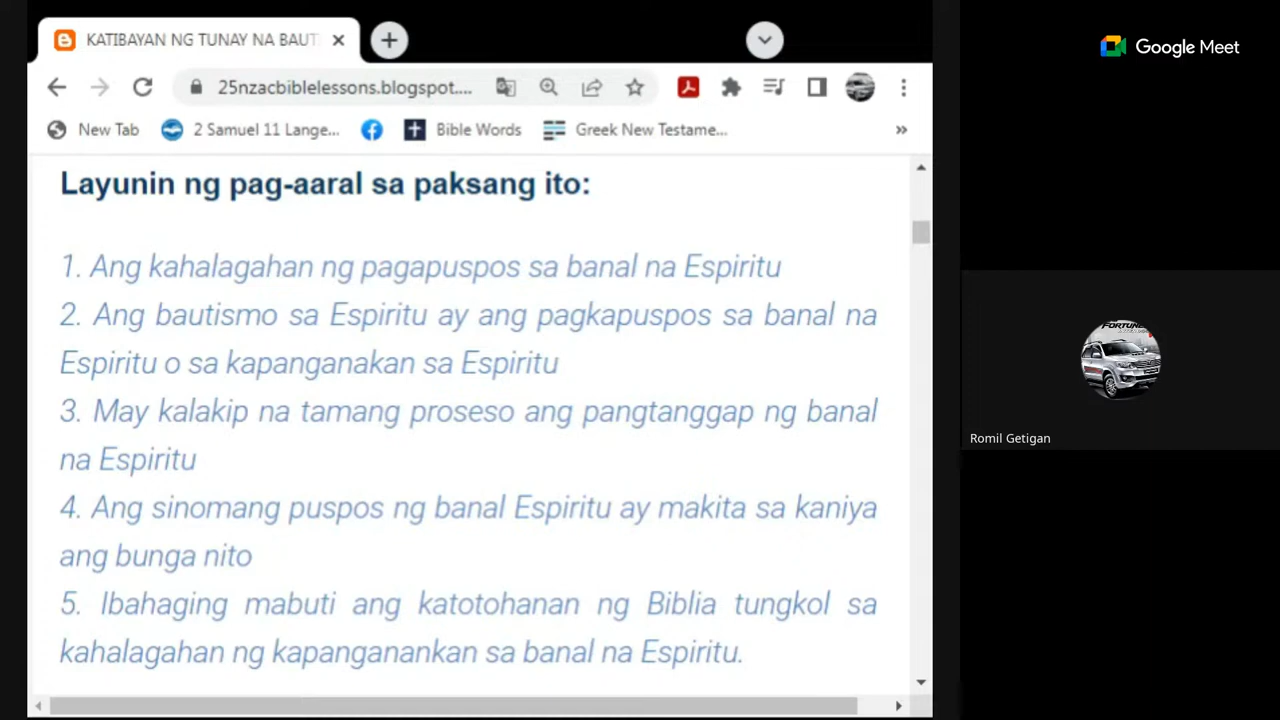 KATIBAYAN NG TUNAY NA BAUT
Google Meet
25nzacbiblelessons.blogspot....
New Tab
2 Samuel 11 Lange...
Bible Words
Greek New Testame...
Layunin ng pag-aaral sa paksang ito:
1. Ang kahalagahan ng pagapuspos sa banal na Espiritu
2. Ang bautismo sa Espiritu ay ang pagkapuspos sa banal na
Espiritu o sa kapanganakan sa Espiritu
3. May kalakip na tamang proseso ang pangtanggap ng banal
na Espiritu
4. Ang sinomang puspos ng banal Espiritu ay makita sa kaniya
ang bunga nito
5. Ibahaging mabuti ang katotohanan ng Biblia tungkol sa
kahalagahan ng kapanganankan sa banal na Espiritu.
FORTUNER
Romil Getigan